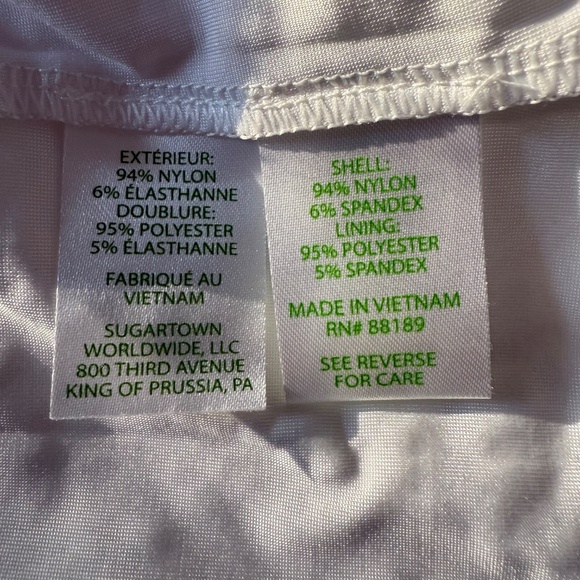 EXTÉRIEUR:
94% NYLON
6% ÉLASTHANNE
DOUBLURE:
95% POLYESTER
5% ÉLASTHANNE
FABRIQUÉ AU
VIETNAM
SUGARTOWN
WORLDWIDE, LLC
800 THIRD AVENUE
KING OF PRUSSIA, PA
SHELL:
94% NYLON
6% SPANDEX
LINING:
95% POLYESTER
5% SPANDEX
MADE IN VIETNAM
RN# 88189
SEE REVERSE
FOR CARE